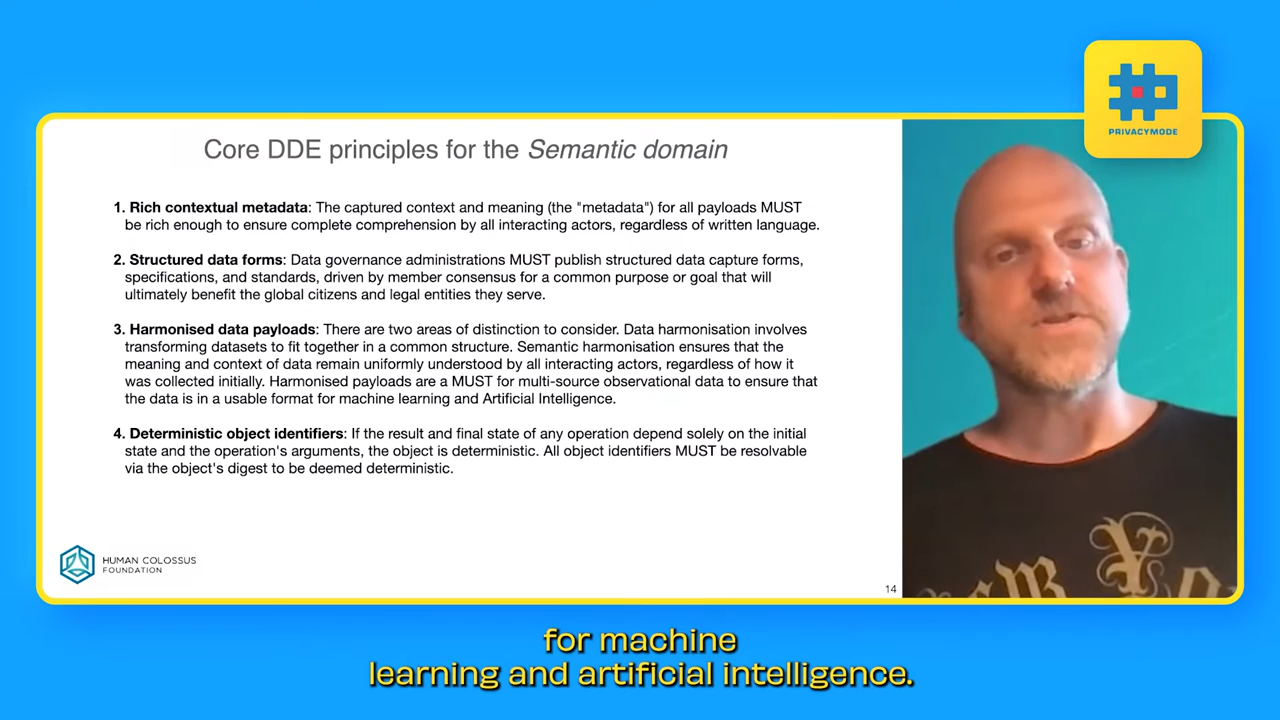 PRIVACYMODE
Core DDE principles for the Semantic domain
1. Rich contextual metadata: The captured context and meaning (the "metadata") for all payloads MUST
be rich enough to ensure complete comprehension by all interacting actors, regardless of written language.
2. Structured data forms: Data governance administrations MUST publish structured data capture forms,
specifications, and standards, driven by member consensus for a common purpose or goal that will
ultimately benefit the global citizens and legal entities they serve.
3. Harmonised data payloads: There are two areas of distinction to consider. Data harmonisation involves
transforming datasets to fit together in a common structure. Semantic harmonisation ensures that the
meaning and context of data remain uniformly understood by all interacting actors, regardless of how it
was collected initially. Harmonised payloads are a MUST for multi-source observational data to ensure that
the data is in a usable format for machine learning and Artificial Intelligence.
4. Deterministic object identifiers: If the result and final state of any operation depend solely on the initial
state and the operation's arguments, the object is deterministic. All object identifiers MUST be resolvable
via the object's digest to be deemed deterministic.
HUMAN COLOSSUS
FOUNDATION
14
for machine
learning and artificial intelligence.